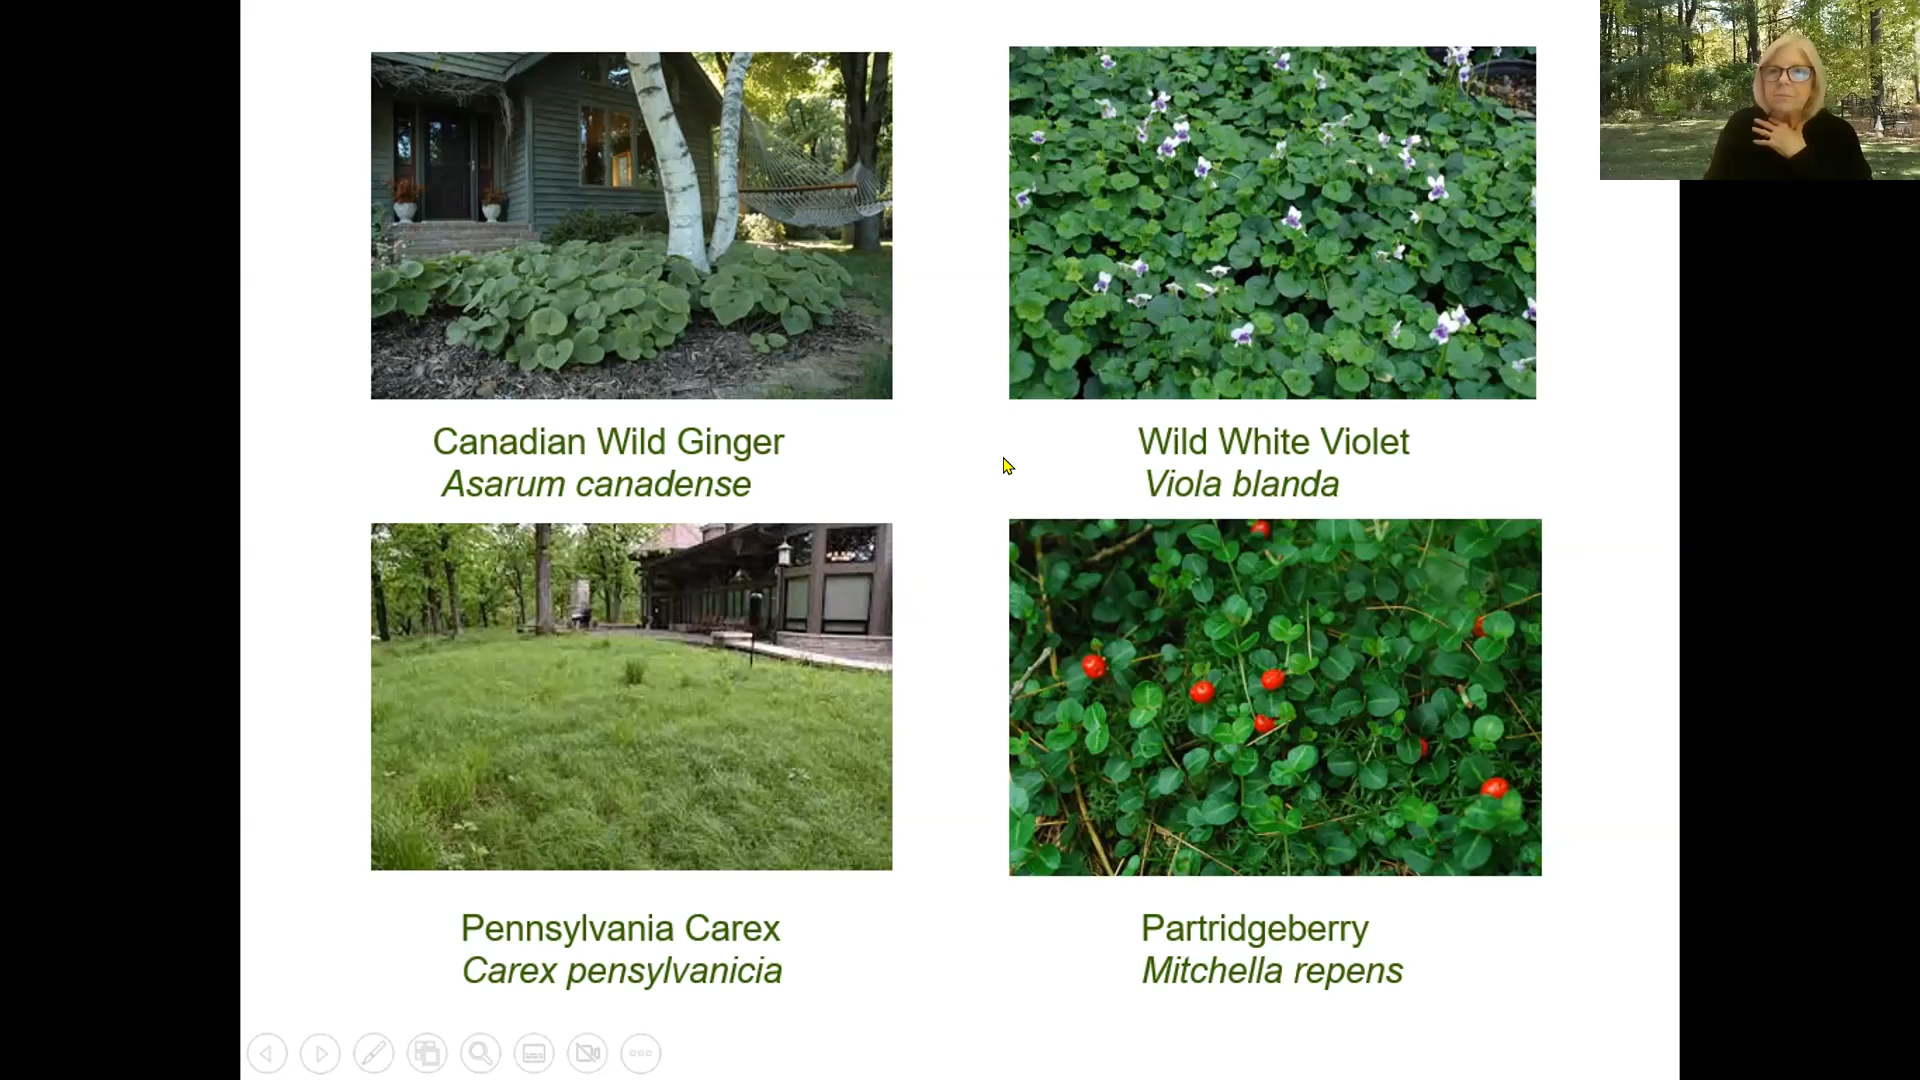 Canadian Wild Ginger
Asarum canadense
Wild White Violet
Viola blanda
Pennsylvania Carex
Carex pensylvanicia
Partridgeberry
Mitchella repens